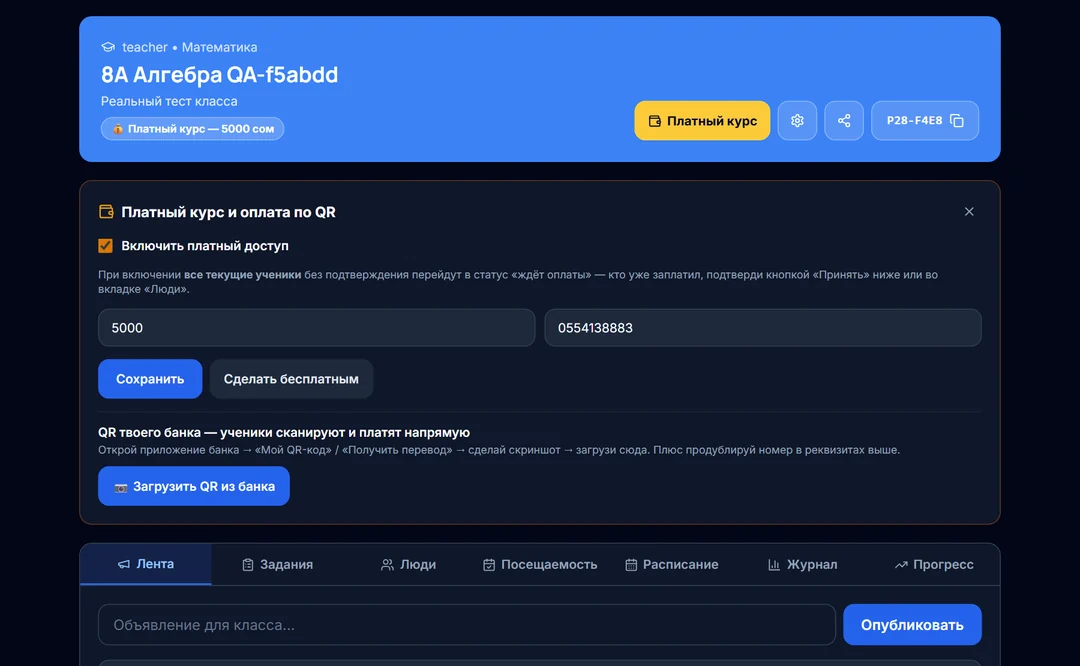 teacher • Математика
8А Алгебра QA-f5abdd
Реальный тест класса
Платный курс — 5000 сом
Платный курс
P28-F4E8
Платный курс и оплата по QR
Включить платный доступ
При включении все текущие ученики без подтверждения перейдут в статус «ждёт оплаты» — кто уже заплатил, подтверди кнопкой «Принять» ниже или во
вкладке «Люди».
5000
0554138883
Сохранить
Сделать бесплатным
QR твоего банка — ученики сканируют и платят напрямую
Открой приложение банка → «Мой QR-код» / «Получить перевод» → сделай скриншот → загрузи сюда. Плюс продублируй номер в реквизитах выше.
Загрузить QR из банка
Лента
Задания
Люди
Посещаемость
Расписание
Журнал
Прогресс
Объявление для класса...
Опубликовать